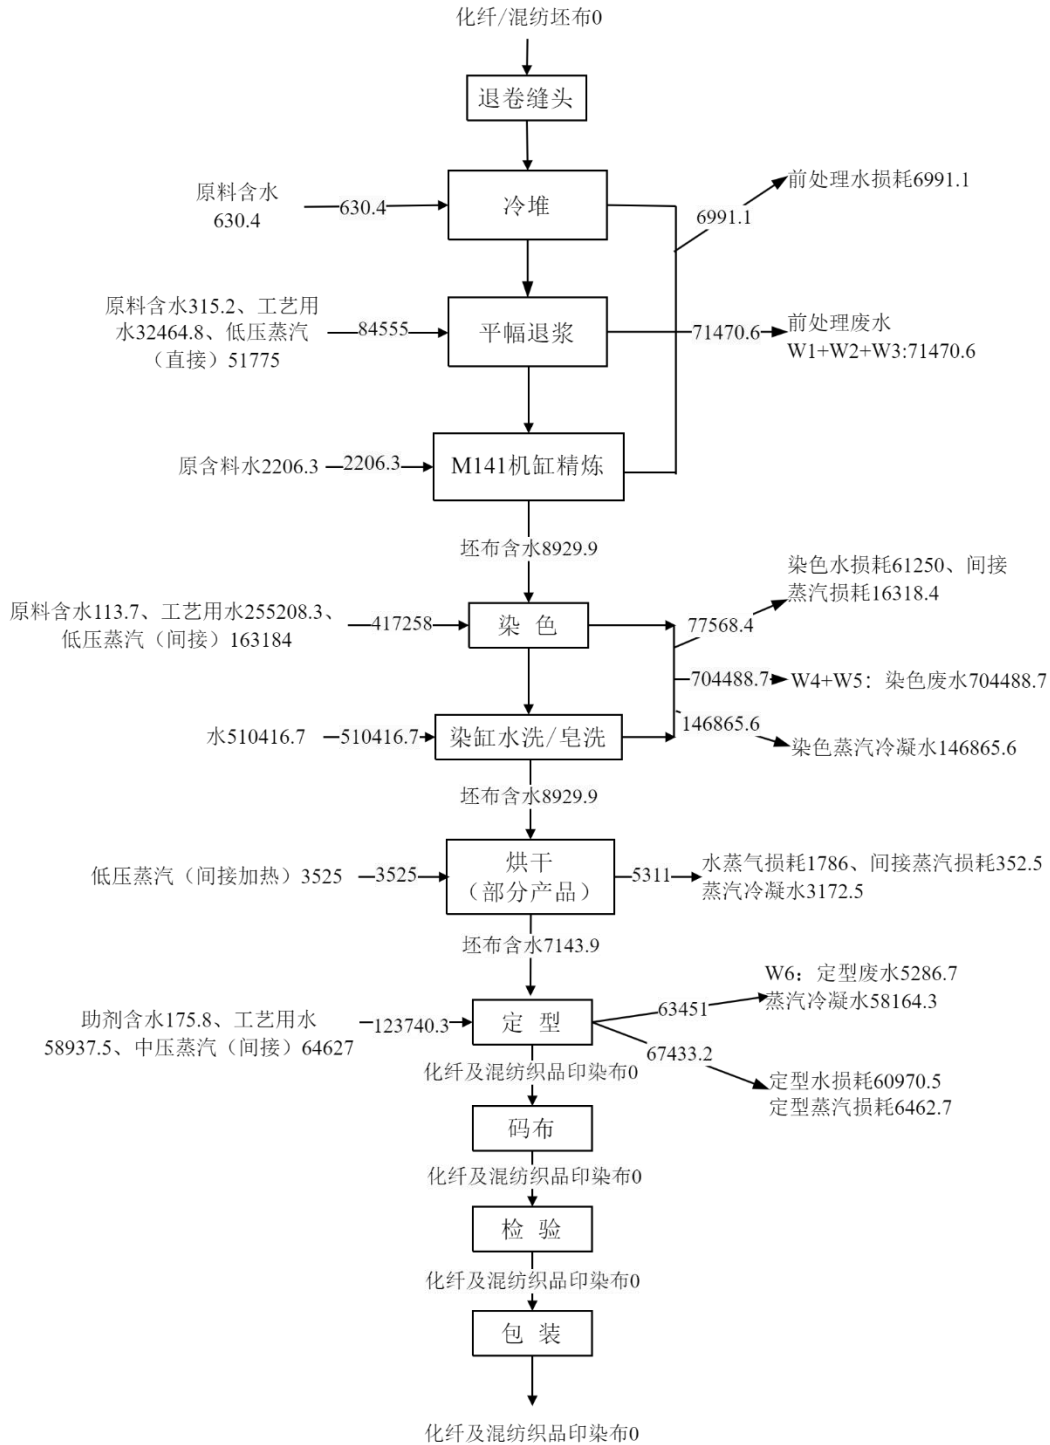 化纤/混纺坯布0
退卷缝头
原料含水
630.4
630.4
冷堆
前处理水损耗6991.1
6991.1
原料含水315.2、工艺用
水32464.8、低压蒸汽
（直接）51775
84555
平幅退浆
71470.6
前处理废水
W1+W2+W3:71470.6
原含料水2206.3
2206.3
M141机缸精炼
坯布含水8929.9
原料含水113.7、工艺用水255208.3、
低压蒸汽（间接）163184
417258
染 色
染色水损耗61250、间接
蒸汽损耗16318.4
77568.4
704488.7
W4+W5：染色废水704488.7
146865.6
染色蒸汽冷凝水146865.6
水510416.7
510416.7
染缸水洗/皂洗
坯布含水8929.9
低压蒸汽（间接加热）3525
3525
烘干
（部分产品）
5311
水蒸气损耗1786、间接蒸汽损耗352.5
蒸汽冷凝水3172.5
坯布含水7143.9
助剂含水175.8、工艺用水
58937.5、中压蒸汽（间接）64627
123740.3
定 型
63451
W6：定型废水5286.7
蒸汽冷凝水58164.3
67433.2
定型水损耗60970.5
定型蒸汽损耗6462.7
化纤及混纺织品印染布0
码布
化纤及混纺织品印染布0
检 验
化纤及混纺织品印染布0
包 装
化纤及混纺织品印染布0